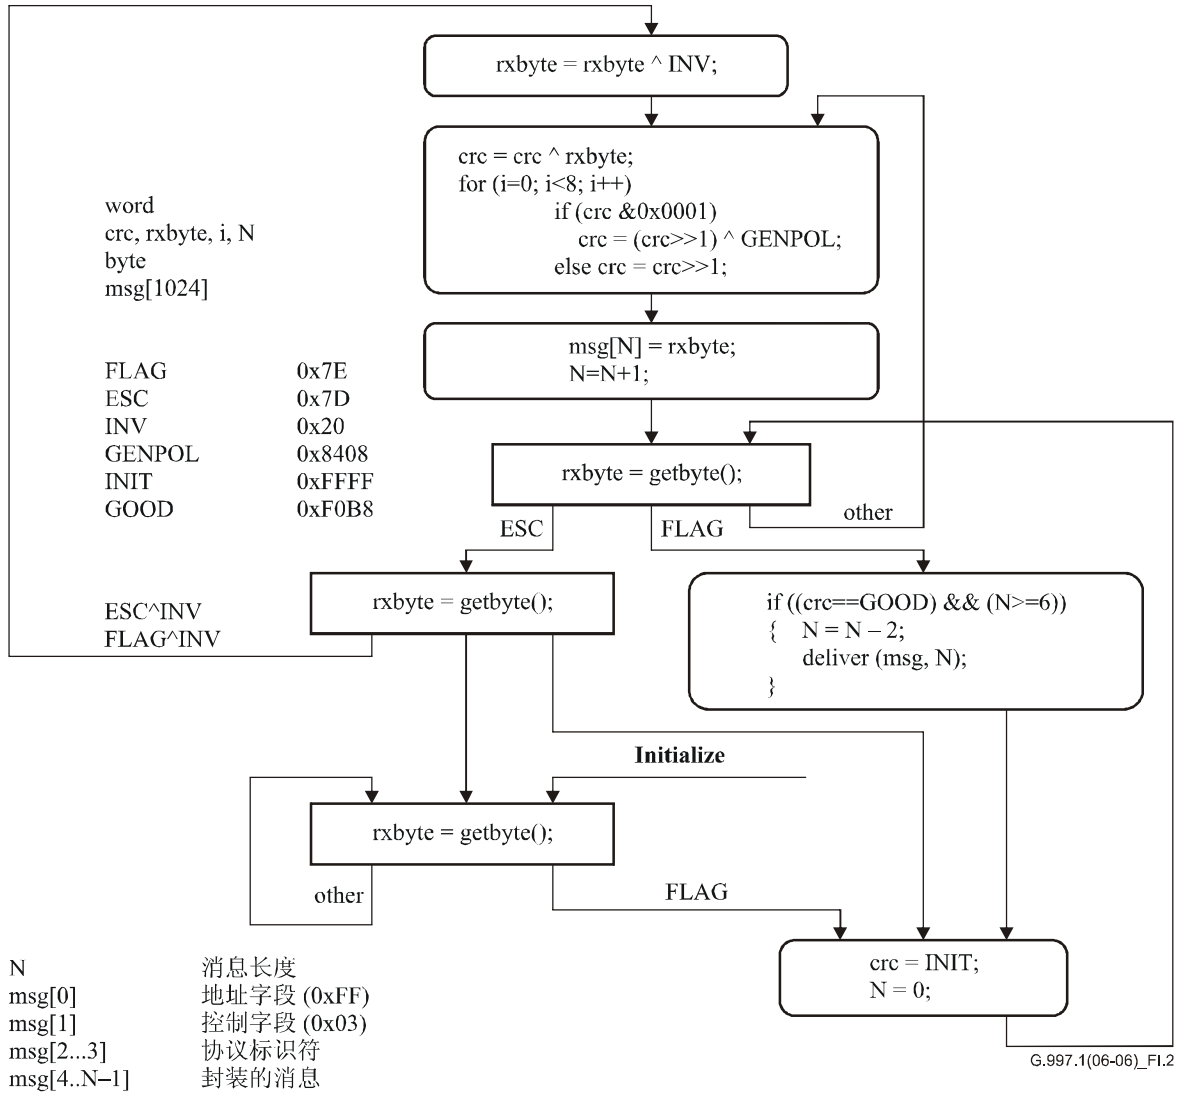 rxbyte = rxbyte ^ INV;
crc = crc ^ rxbyte;
for (i=0; i<8; i++)
if (crc &0x0001)
crc = (crc>>1) ^ GENPOL;
else crc = crc>>1;
word
crc, rxbyte, i, N
byte
msg[1024]
msg[N] = rxbyte;
N=N+1;
FLAG 0x7E
ESC 0x7D
INV 0x20
GENPOL 0x8408
INIT 0xFFFF
GOOD 0xF0B8
rxbyte = getbyte();
ESC
FLAG
other
rxbyte = getbyte();
ESC^INV
FLAG^INV
if ((crc==GOOD) && (N>=6))
{ N = N – 2;
deliver (msg, N);
}
Initialize
rxbyte = getbyte();
other
FLAG
crc = INIT;
N = 0;
N 消息长度
msg[0] 地址字段 (0xFF)
msg[1] 控制字段 (0x03)
msg[2...3] 协议标识符
msg[4..N–1] 封装的消息
G.997.1(06-06)_FI.2